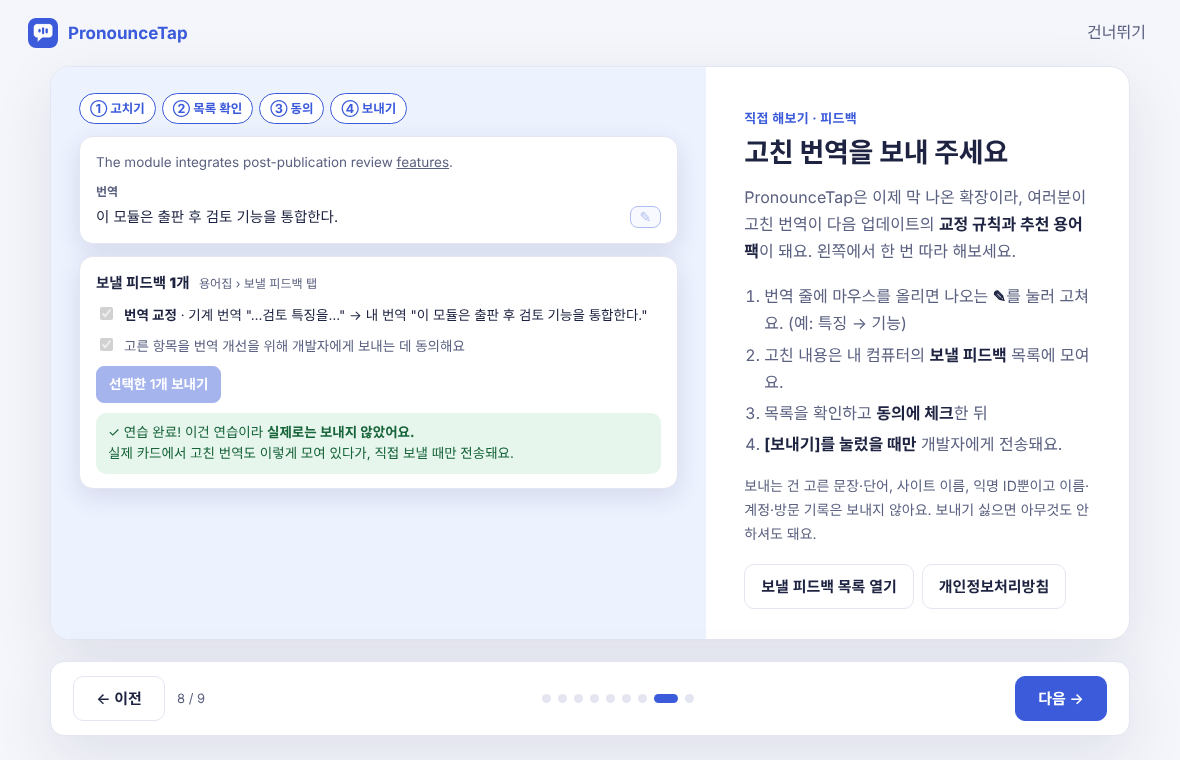 PronounceTap
건너뛰기
① 고치기 ② 목록 확인 ③ 동의 ④ 보내기
The module integrates post-publication review features.
번역
이 모듈은 출판 후 검토 기능을 통합한다.
✎
보낼 피드백 1개 용어집 › 보낼 피드백 탭
번역 교정 · 기계 번역 "…검토 특징을…" → 내 번역 "이 모듈은 출판 후 검토 기능을 통합한다."
고른 항목을 번역 개선을 위해 개발자에게 보내는 데 동의해요
선택한 1개 보내기
✓ 연습 완료! 이건 연습이라 실제로는 보내지 않았어요.
실제 카드에서 고친 번역도 이렇게 모여 있다가, 직접 보낼 때만 전송돼요.
직접 해보기 · 피드백
고친 번역을 보내 주세요
PronounceTap은 이제 막 나온 확장이라, 여러분이
고친 번역이 다음 업데이트의 교정 규칙과 추천 용어
팩이 돼요. 왼쪽에서 한 번 따라 해보세요.
1. 번역 줄에 마우스를 올리면 나오는 ✎를 눌러 고쳐
요. (예: 특징 → 기능)
2. 고친 내용은 내 컴퓨터의 보낼 피드백 목록에 모여
요.
3. 목록을 확인하고 동의에 체크한 뒤
4. [보내기]를 눌렀을 때만 개발자에게 전송돼요.
보내는 건 고른 문장·단어, 사이트 이름, 익명 ID뿐이고 이름·
계정·방문 기록은 보내지 않아요. 보내기 싫으면 아무것도 안
하셔도 돼요.
보낼 피드백 목록 열기
개인정보처리방침
← 이전
8 / 9
다음 →